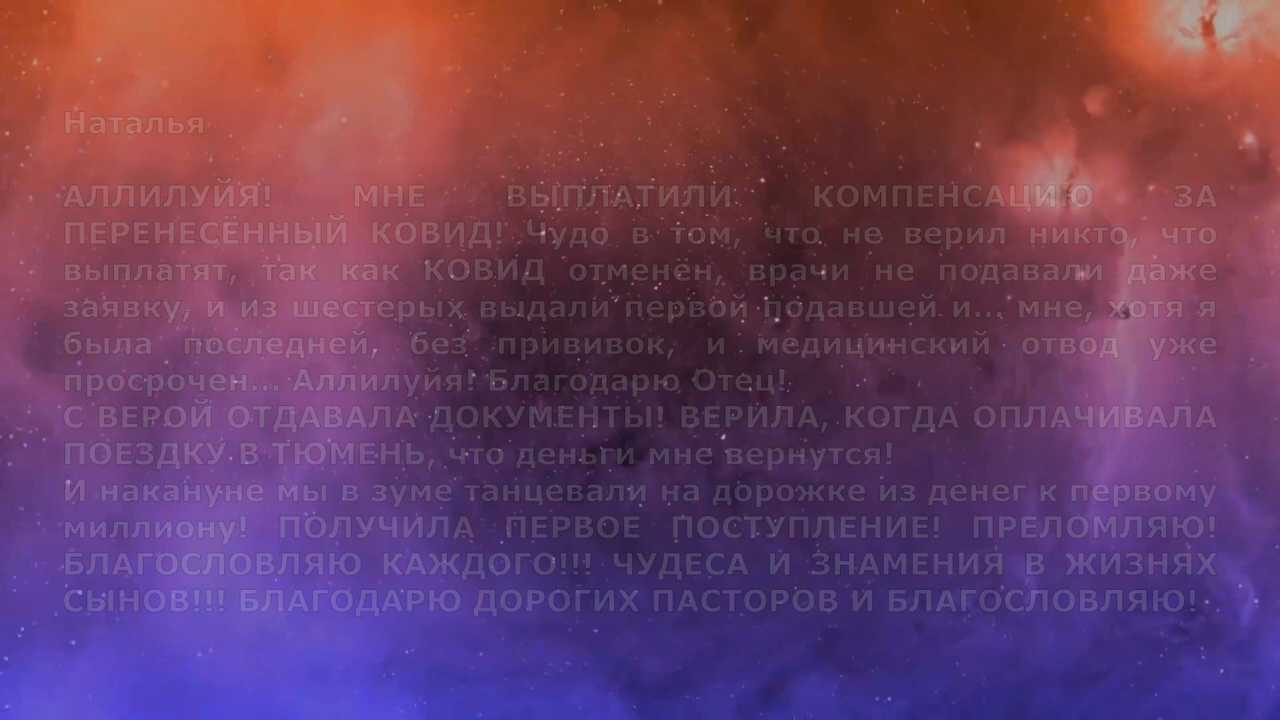 Наталья
АЛЛИЛУЙЯ! МНЕ ВЫПЛАТИЛИ КОМПЕНСАЦИЮ ЗА
ПЕРЕНЕСЁННЫЙ КОВИД! Чудо в том, что не верил никто, что
выплатят, так как КОВИД отменён, врачи не подавали даже
заявку, и из шестерых выдали первой подавшей и... мне, хотя я
была последней, без прививок, и медицинский отвод уже
просрочен... Аллилуйя! Благодарю Отец!
С ВЕРОЙ ОТДАВАЛА ДОКУМЕНТЫ! ВЕРИЛА, КОГДА ОПЛАЧИВАЛА
ПОЕЗДКУ В ТЮМЕНЬ, что деньги мне вернутся!
И накануне мы в зуме танцевали на дорожке из денег к первому
миллиону! ПОЛУЧИЛА ПЕРВОЕ ПОСТУПЛЕНИЕ! ПРЕЛОМЛЯЮ!
БЛАГОСЛОВЛЯЮ КАЖДОГО!!! ЧУДЕСА И ЗНАМЕНИЯ В ЖИЗНЯХ
СЫНОВ!!! БЛАГОДАРЮ ДОРОГИХ ПАСТОРОВ И БЛАГОСЛОВЛЯЮ!